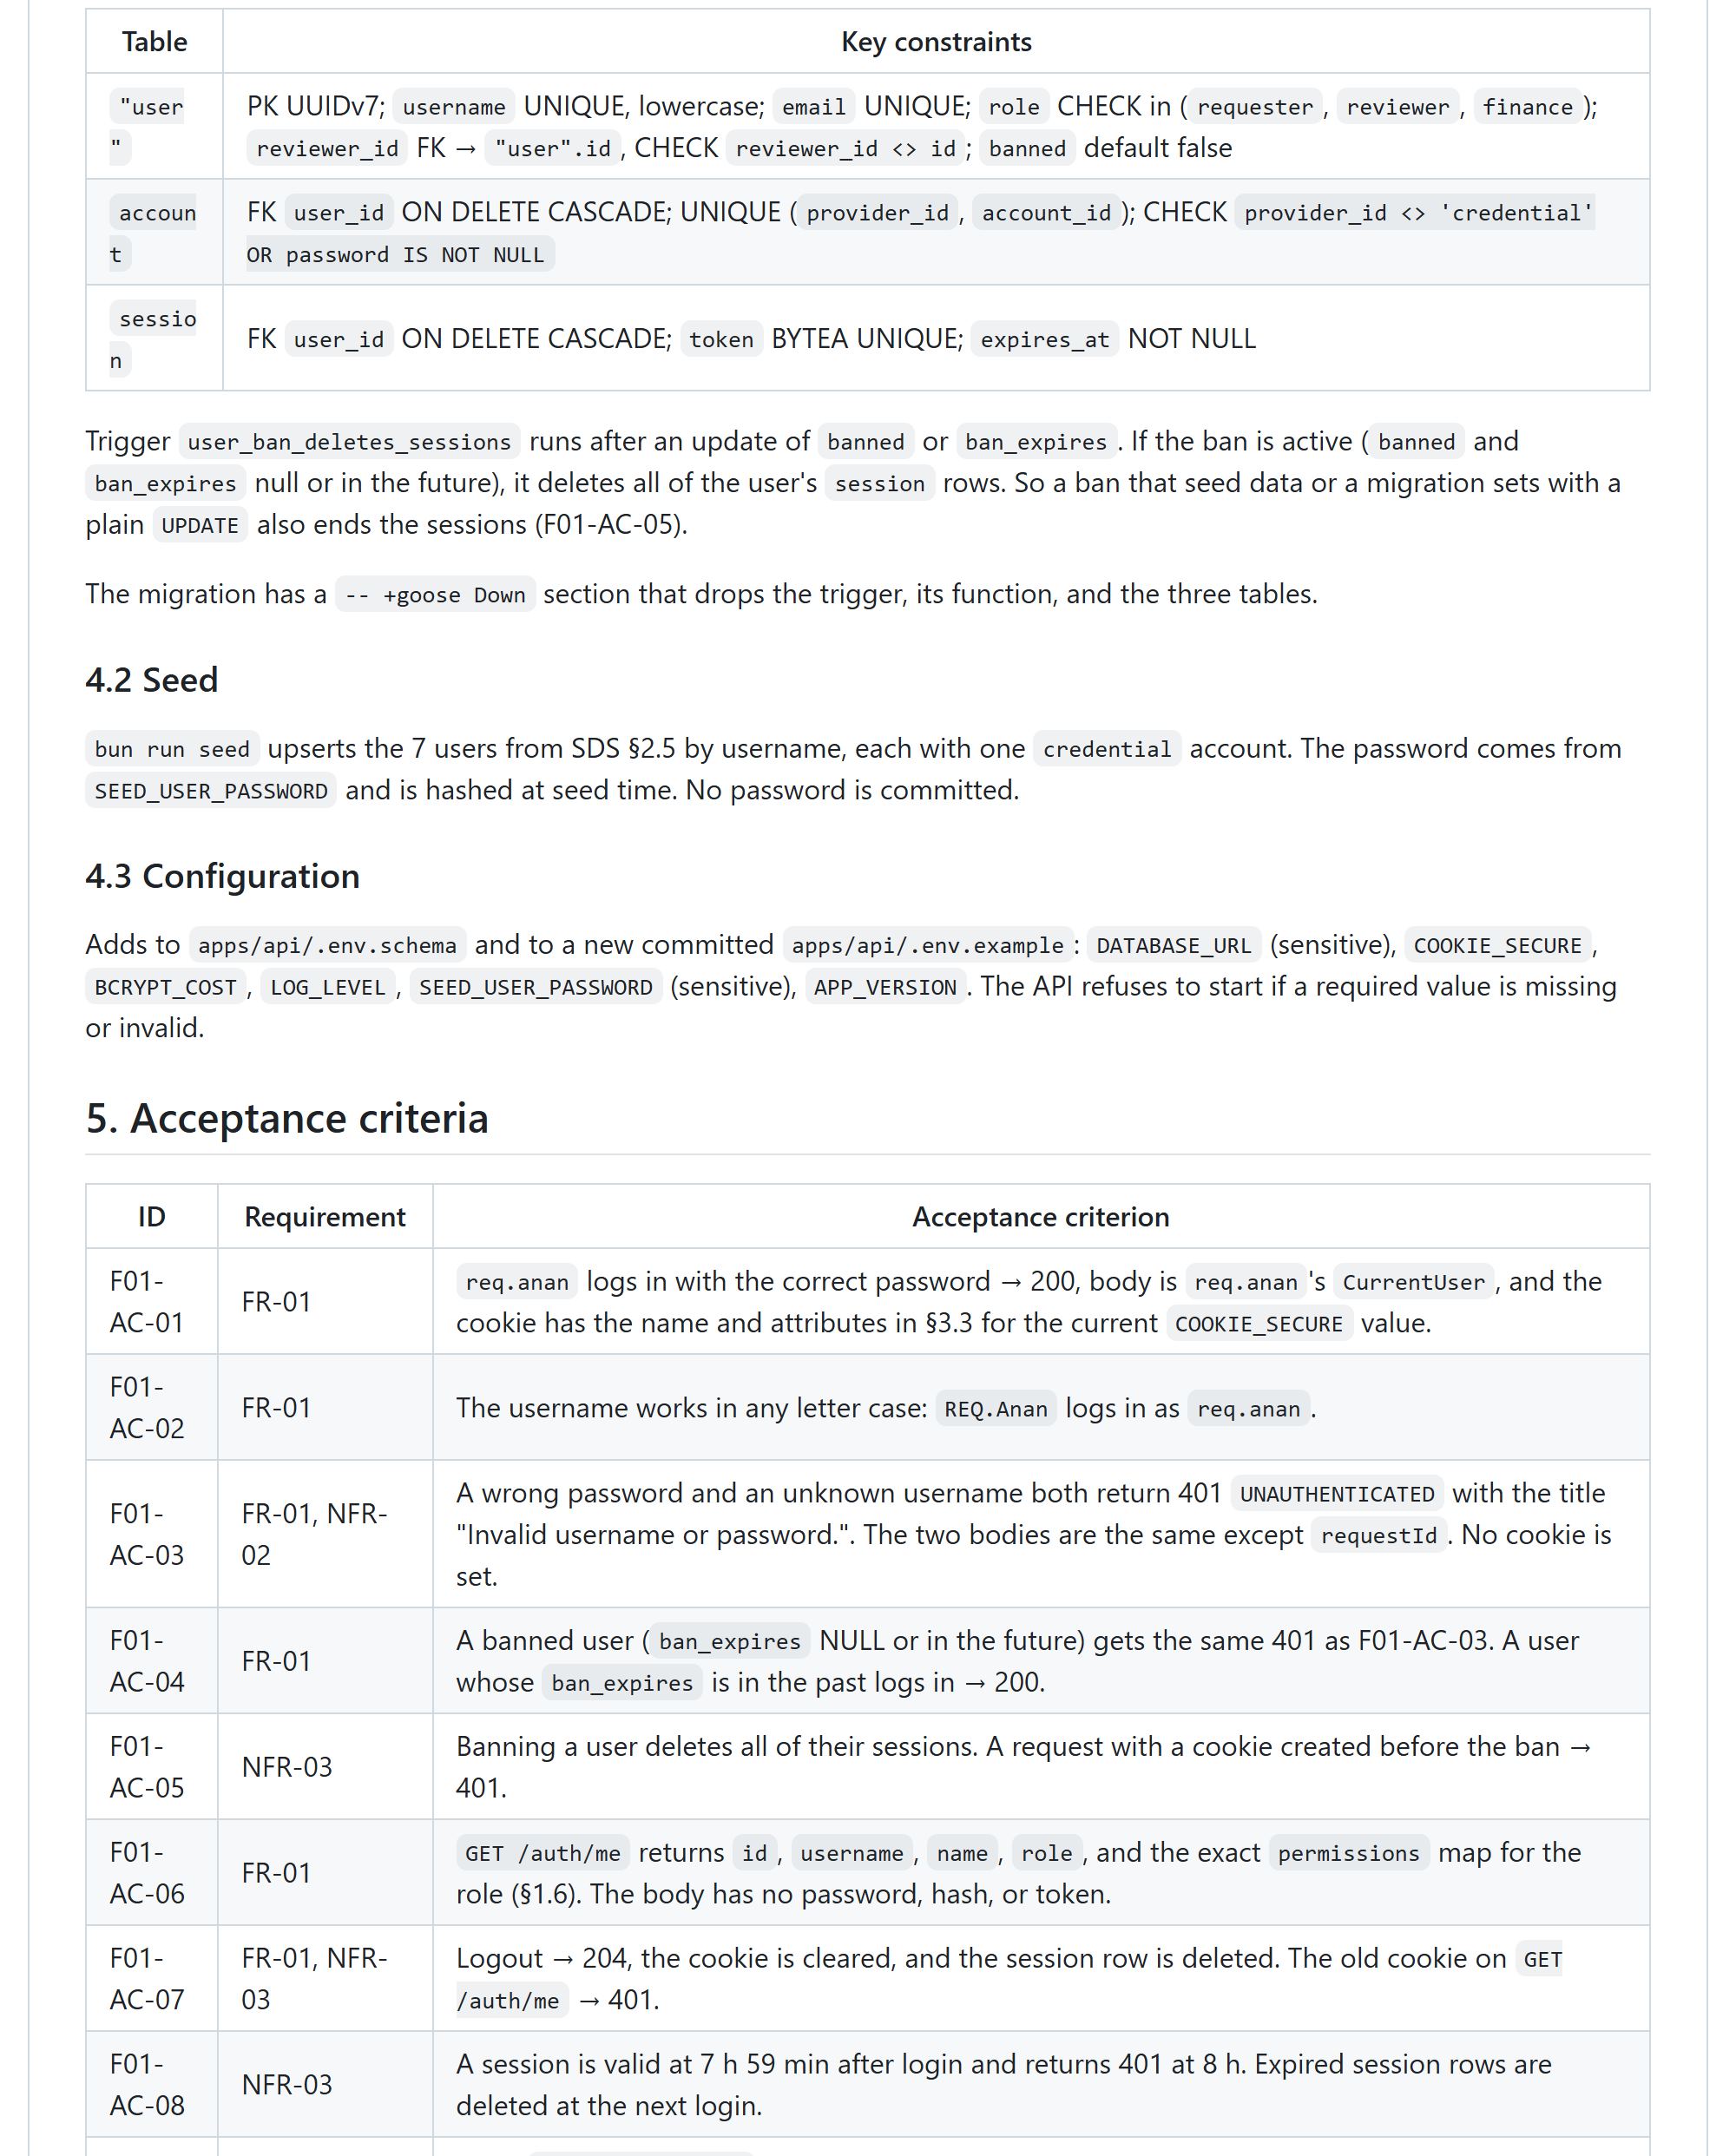 Table
Key constraints
"user
"
PK UUIDv7; username UNIQUE, lowercase; email UNIQUE; role CHECK in (requester, reviewer, finance);
reviewer_id FK → "user".id, CHECK reviewer_id <> id; banned default false
accoun
t
FK user_id ON DELETE CASCADE; UNIQUE (provider_id, account_id); CHECK provider_id <> 'credential'
OR password IS NOT NULL
sessio
n
FK user_id ON DELETE CASCADE; token BYTEA UNIQUE; expires_at NOT NULL
Trigger user_ban_deletes_sessions runs after an update of banned or ban_expires. If the ban is active (banned and
ban_expires null or in the future), it deletes all of the user's session rows. So a ban that seed data or a migration sets with a
plain UPDATE also ends the sessions (F01-AC-05).
The migration has a -- +goose Down section that drops the trigger, its function, and the three tables.
4.2 Seed
bun run seed upserts the 7 users from SDS §2.5 by username, each with one credential account. The password comes from
SEED_USER_PASSWORD and is hashed at seed time. No password is committed.
4.3 Configuration
Adds to apps/api/.env.schema and to a new committed apps/api/.env.example: DATABASE_URL (sensitive), COOKIE_SECURE,
BCRYPT_COST, LOG_LEVEL, SEED_USER_PASSWORD (sensitive), APP_VERSION. The API refuses to start if a required value is missing
or invalid.
5. Acceptance criteria
ID
Requirement
Acceptance criterion
F01-
AC-01
FR-01
req.anan logs in with the correct password → 200, body is req.anan's CurrentUser, and the
cookie has the name and attributes in §3.3 for the current COOKIE_SECURE value.
F01-
AC-02
FR-01
The username works in any letter case: REQ.Anan logs in as req.anan.
F01-
AC-03
FR-01, NFR-
02
A wrong password and an unknown username both return 401 UNAUTHENTICATED with the title
"Invalid username or password.". The two bodies are the same except requestId. No cookie is
set.
F01-
AC-04
FR-01
A banned user (ban_expires NULL or in the future) gets the same 401 as F01-AC-03. A user
whose ban_expires is in the past logs in → 200.
F01-
AC-05
NFR-03
Banning a user deletes all of their sessions. A request with a cookie created before the ban →
401.
F01-
AC-06
FR-01
GET /auth/me returns id, username, name, role, and the exact permissions map for the
role (§1.6). The body has no password, hash, or token.
F01-
AC-07
FR-01, NFR-
03
Logout → 204, the cookie is cleared, and the session row is deleted. The old cookie on GET
/auth/me → 401.
F01-
AC-08
NFR-03
A session is valid at 7 h 59 min after login and returns 401 at 8 h. Expired session rows are
deleted at the next login.